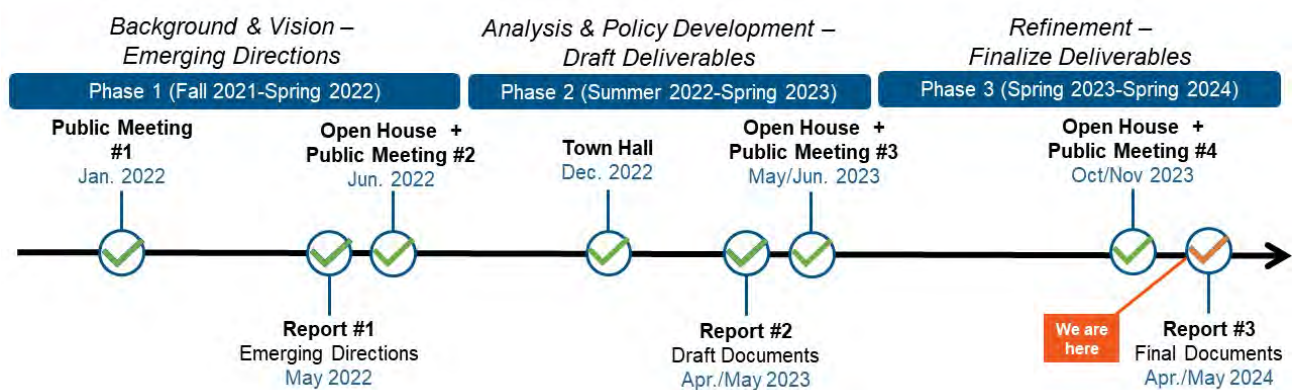 Background & Vision –
Emerging Directions
Analysis & Policy Development –
Draft Deliverables
Refinement –
Finalize Deliverables
Phase 1 (Fall 2021-Spring 2022)
Phase 2 (Summer 2022-Spring 2023)
Phase 3 (Spring 2023-Spring 2024)
Public Meeting
#1
Jan. 2022
Open House +
Public Meeting #2
Jun. 2022
Town Hall
Dec. 2022
Open House +
Public Meeting #3
May/Jun. 2023
Open House +
Public Meeting #4
Oct/Nov 2023
Report #1
Emerging Directions
May 2022
Report #2
Draft Documents
Apr./May 2023
We are
here
Report #3
Final Documents
Apr./May 2024